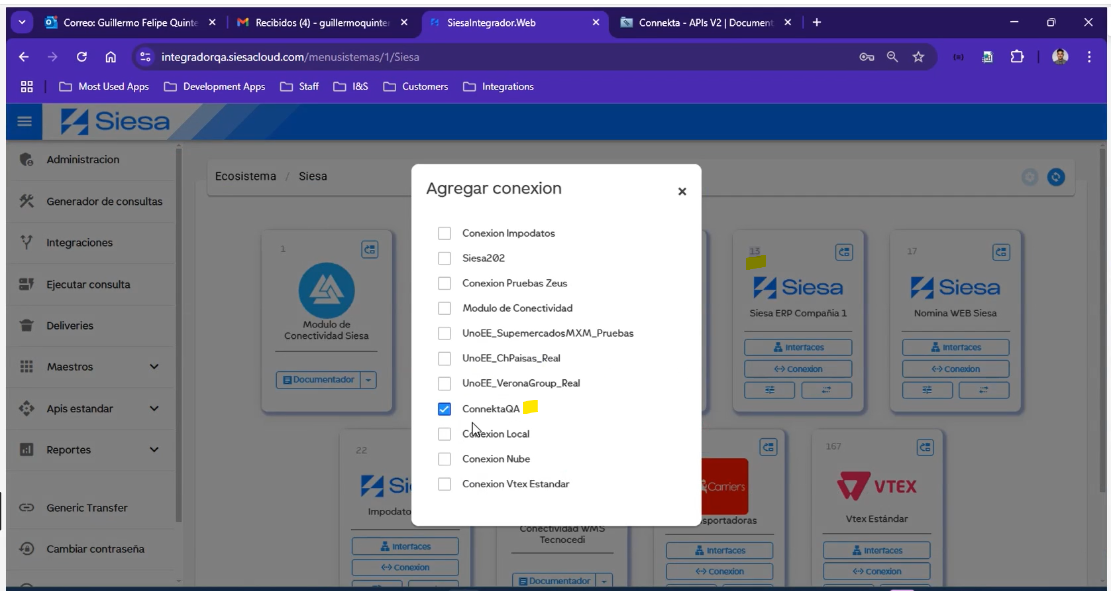 Correo: Guillermo Felipe Quinte
Recibidos (4) - guillermoquinte
SiesaIntegrador.Web
Connekta - APIs V2 | Document
integradorqa.siesacloud.com/menusistemas/1/Siesa
Most Used Apps
Development Apps
Staff
I&S
Customers
Integrations
Siesa
Administracion
Generador de consultas
Integraciones
Ejecutar consulta
Deliveries
Maestros
Apis estandar
Reportes
Generic Transfer
Cambiar contraseña
Ecosistema / Siesa
Agregar conexion
Conexion Impodatos
Siesa202
Conexion Pruebas Zeus
Modulo de Conectividad
UnoEE_SupemercadosMXM_Pruebas
UnoEE_ChPaisas_Real
UnoEE_VeronaGroup_Real
ConnektaQA
Conexion Local
Conexion Nube
Conexion Vtex Estandar
1
Modulo de
Conectividad Siesa
Documentador
13
Siesa
Siesa ERP Compañia 1
Interfaces
Conexion
17
Siesa
Nomina WEB Siesa
Interfaces
Conexion
22
Si
Impodato
Interfaces
Conexion
Conectividad WMS
Tecnocedi
Documentador
Carriers
sportadoras
Interfaces
Conexion
167
VTEX
Vtex Estándar
Interfaces
Conexion